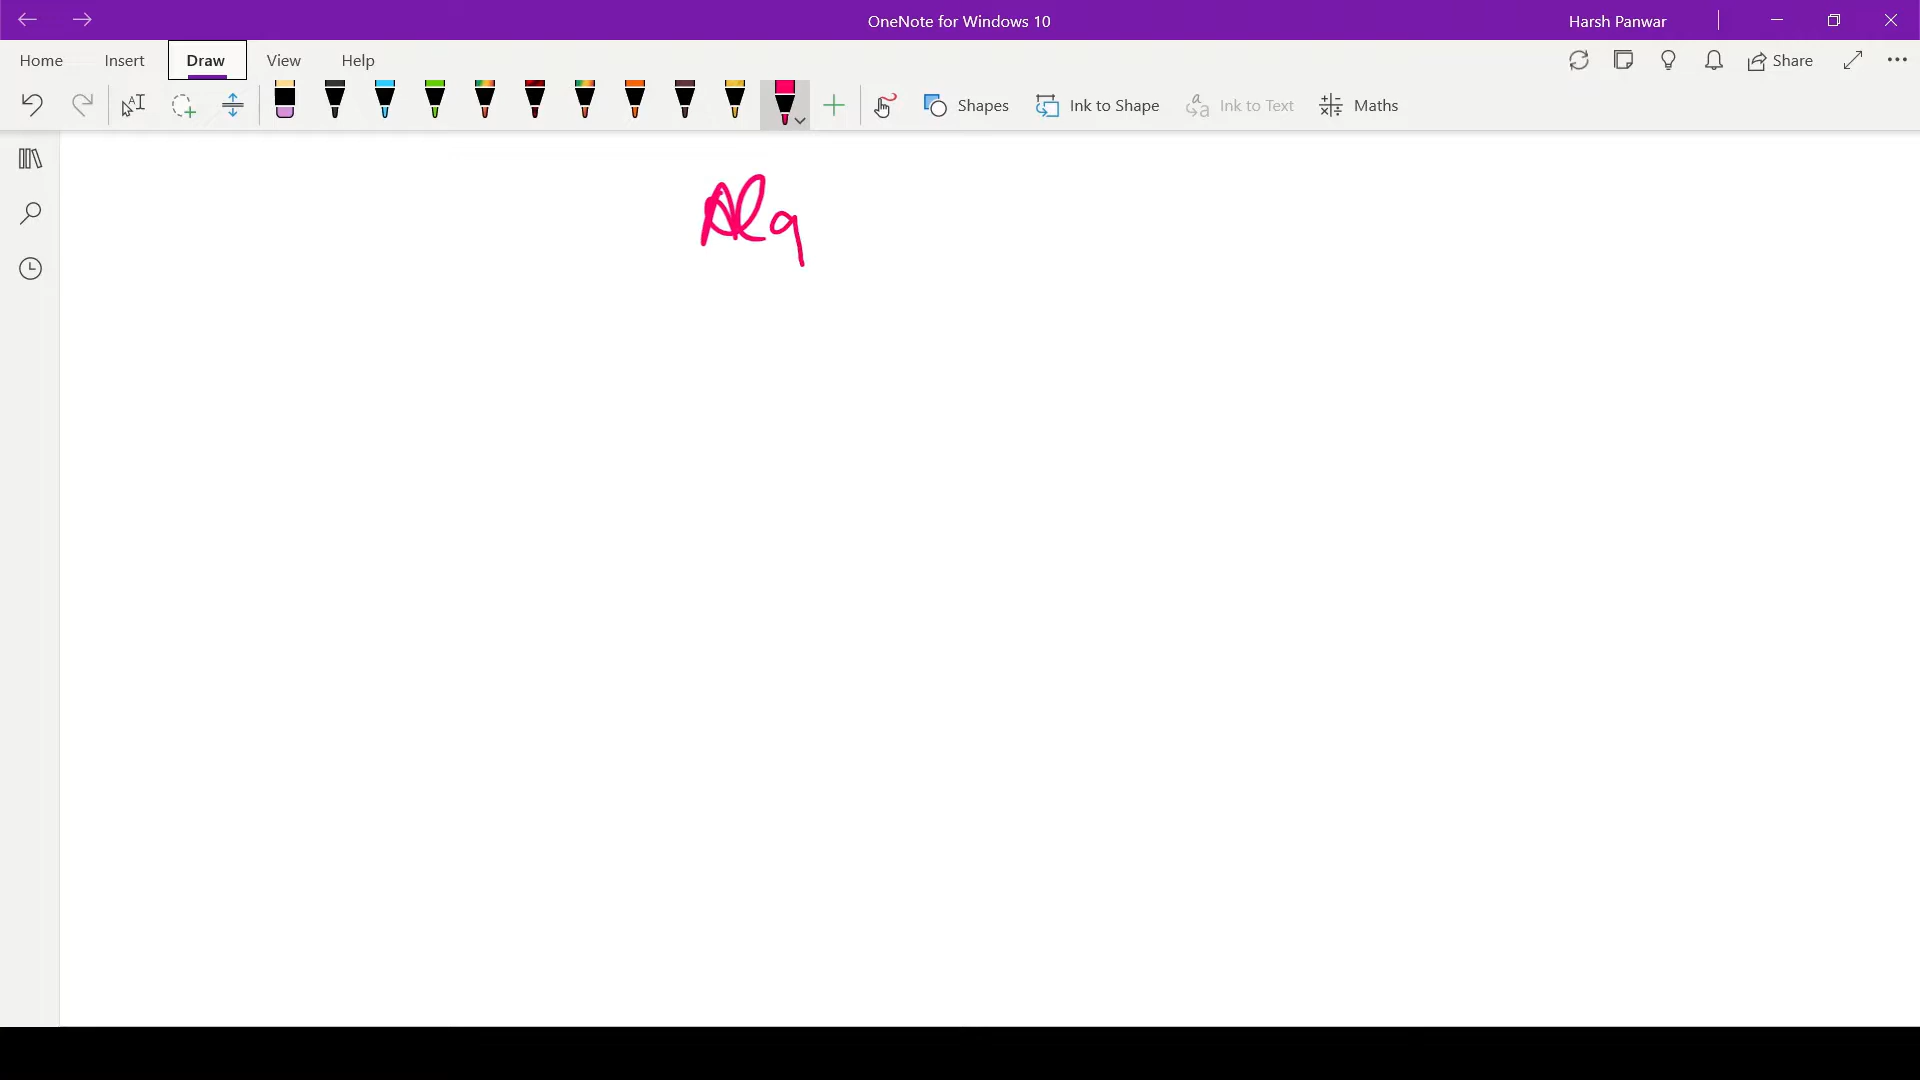 OneNote for Windows 10
Harsh Panwar
Home Insert Draw View Help
Share
Shapes Ink to Shape Ink to Text Maths
Alg